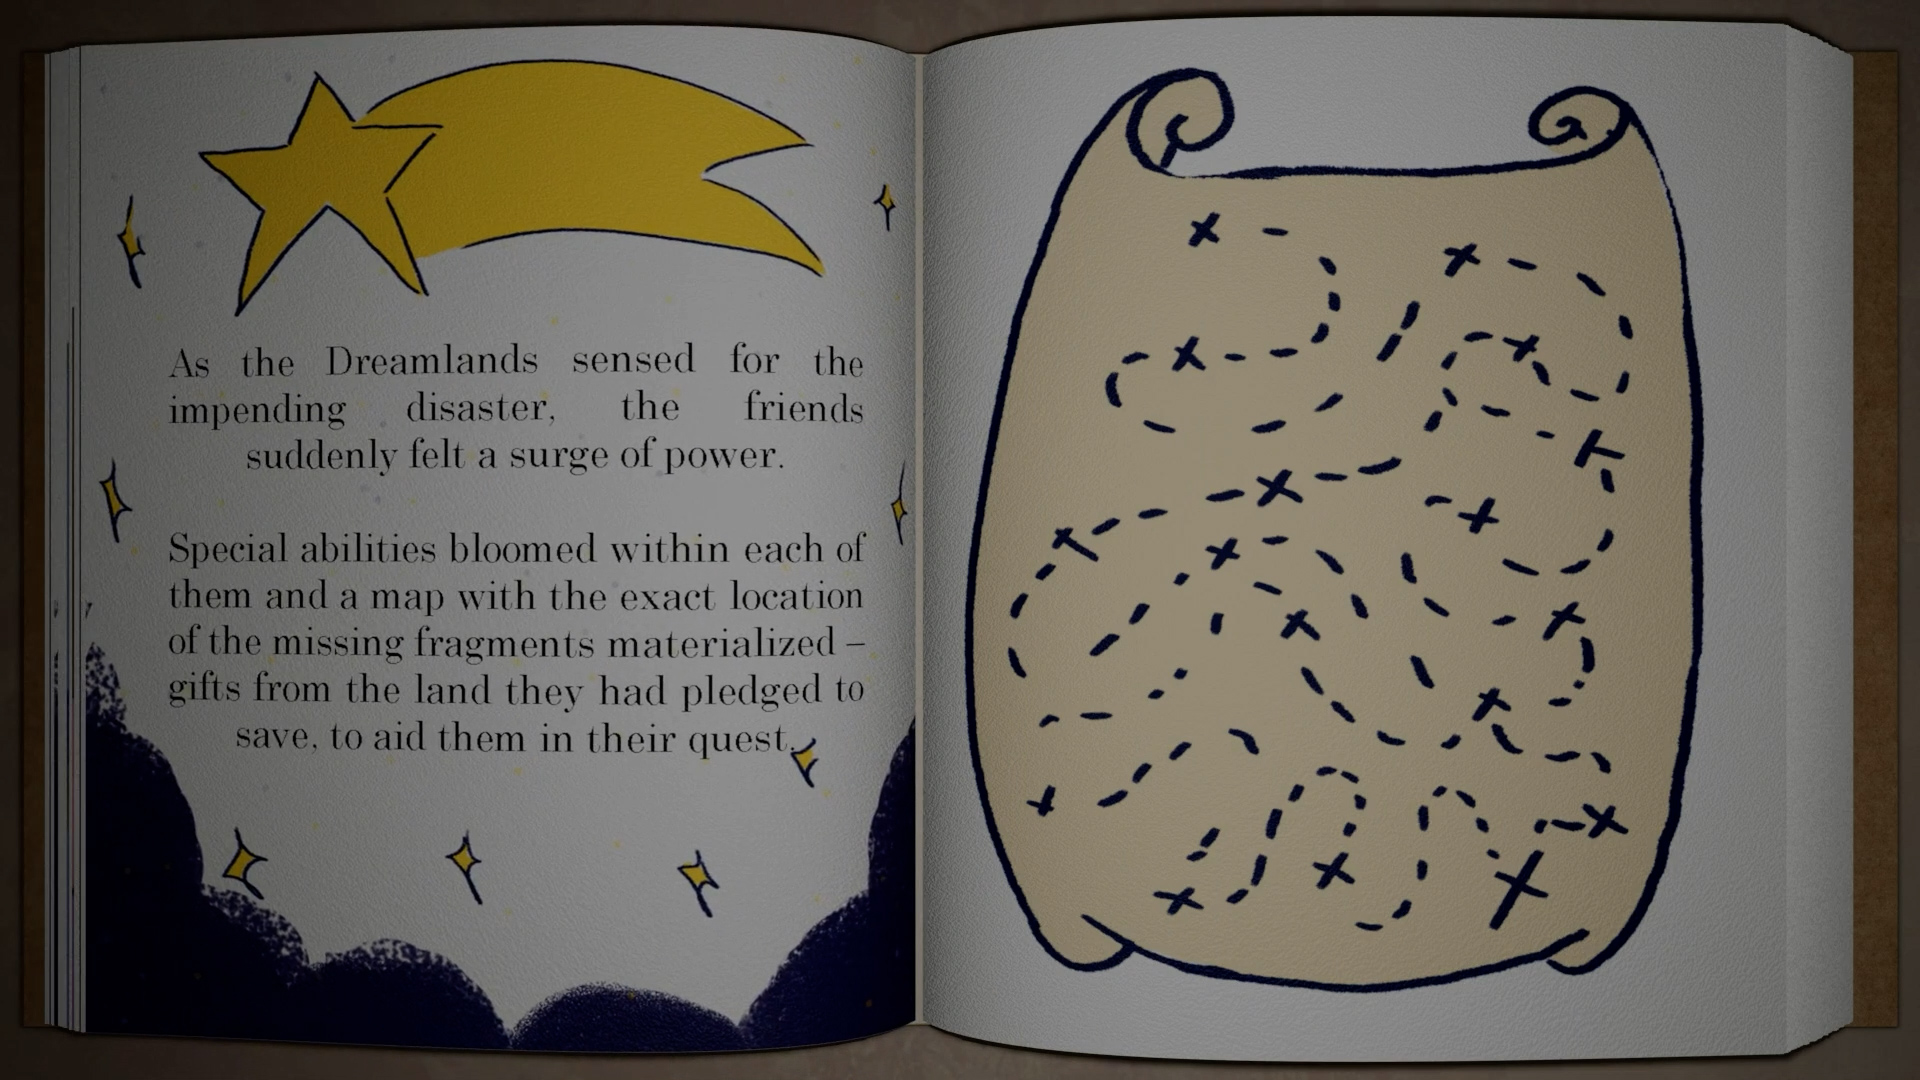 As the Dreamlands sensed for the
impending disaster, the friends
suddenly felt a surge of power.
Special abilities bloomed within each of
them and a map with the exact location
of the missing fragments materialized –
gifts from the land they had pledged to
save, to aid them in their quest.